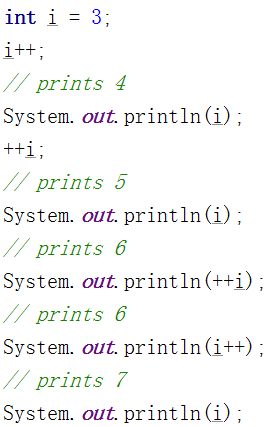 int i = 3;
i++;
// prints 4
System.out.println(i);
++i;
// prints 5
System.out.println(i);
// prints 6
System.out.println(++i);
// prints 6
System.out.println(i++);
// prints 7
System.out.println(i);